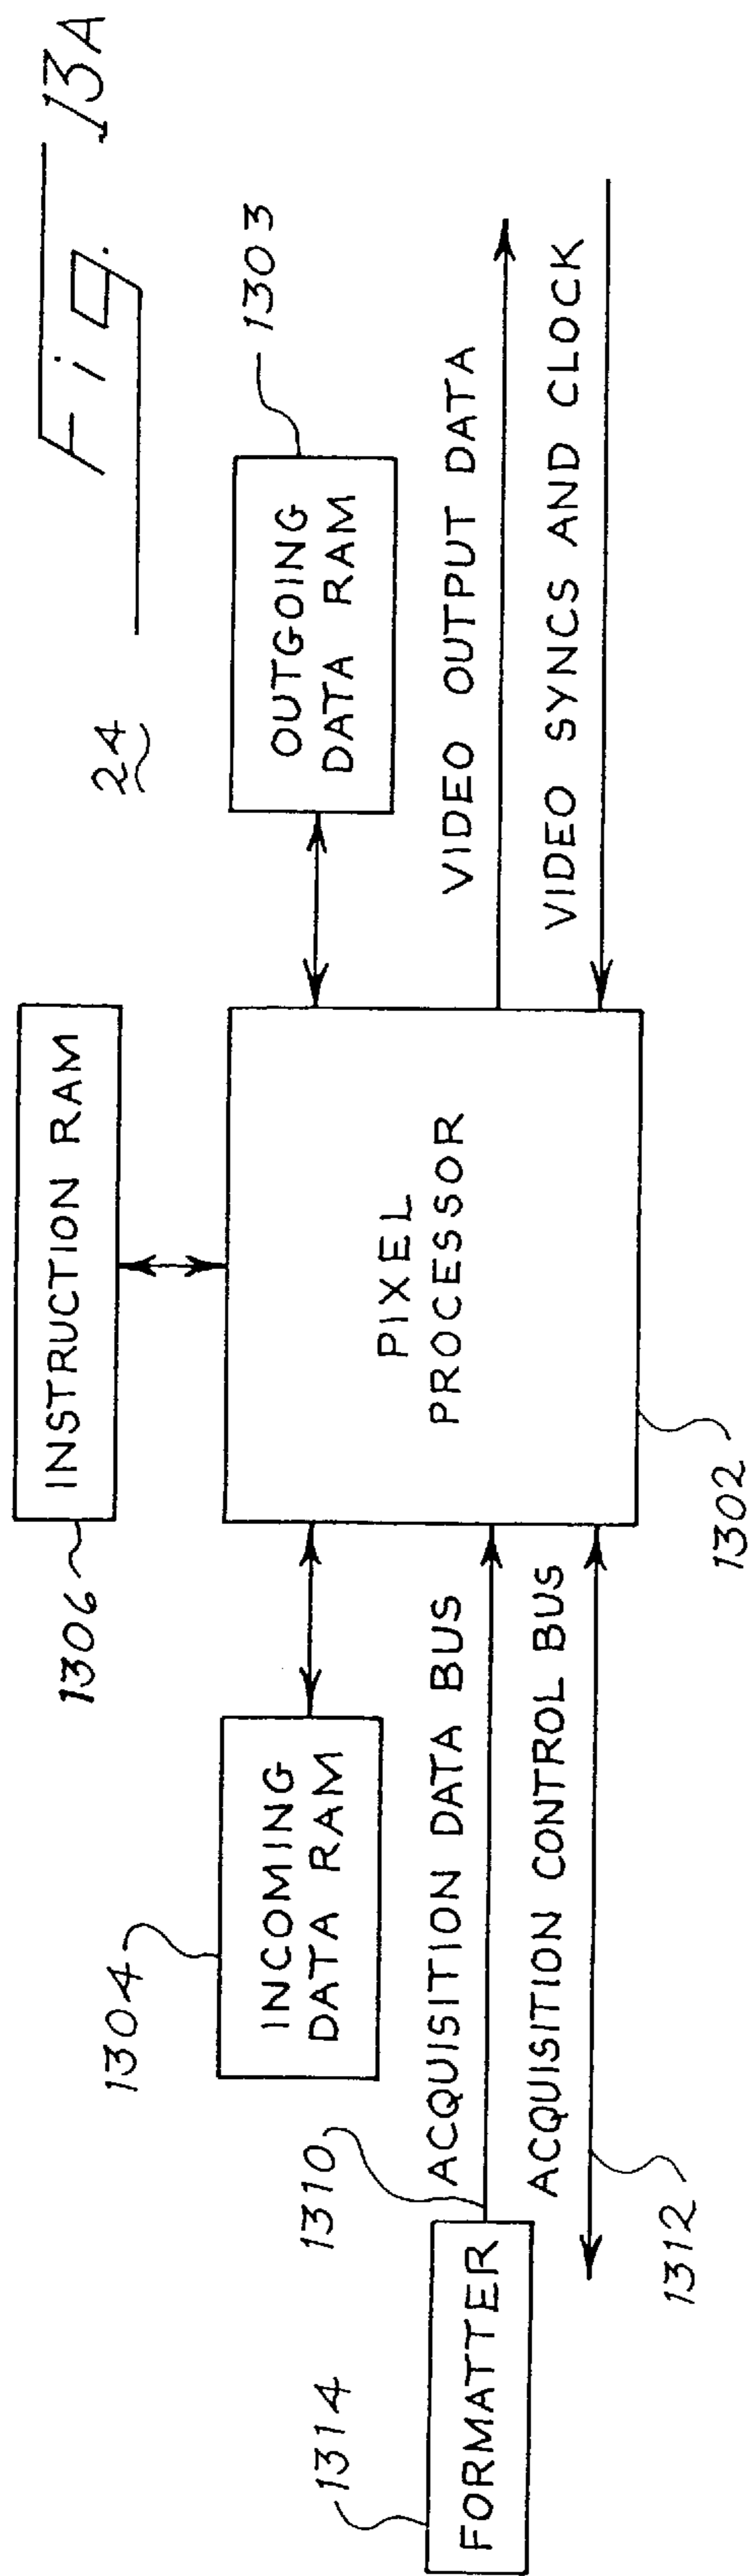 Fig. 13A
24
INSTRUCTION RAM
1306
1304
INCOMING
DATA RAM
OUTGOING
DATA RAM
1303
PIXEL
PROCESSOR
1302
1314
FORMATTER
1310
ACQUISITION DATA BUS
ACQUISITION CONTROL BUS
1312
VIDEO OUTPUT DATA
VIDEO SYNCS AND CLOCK